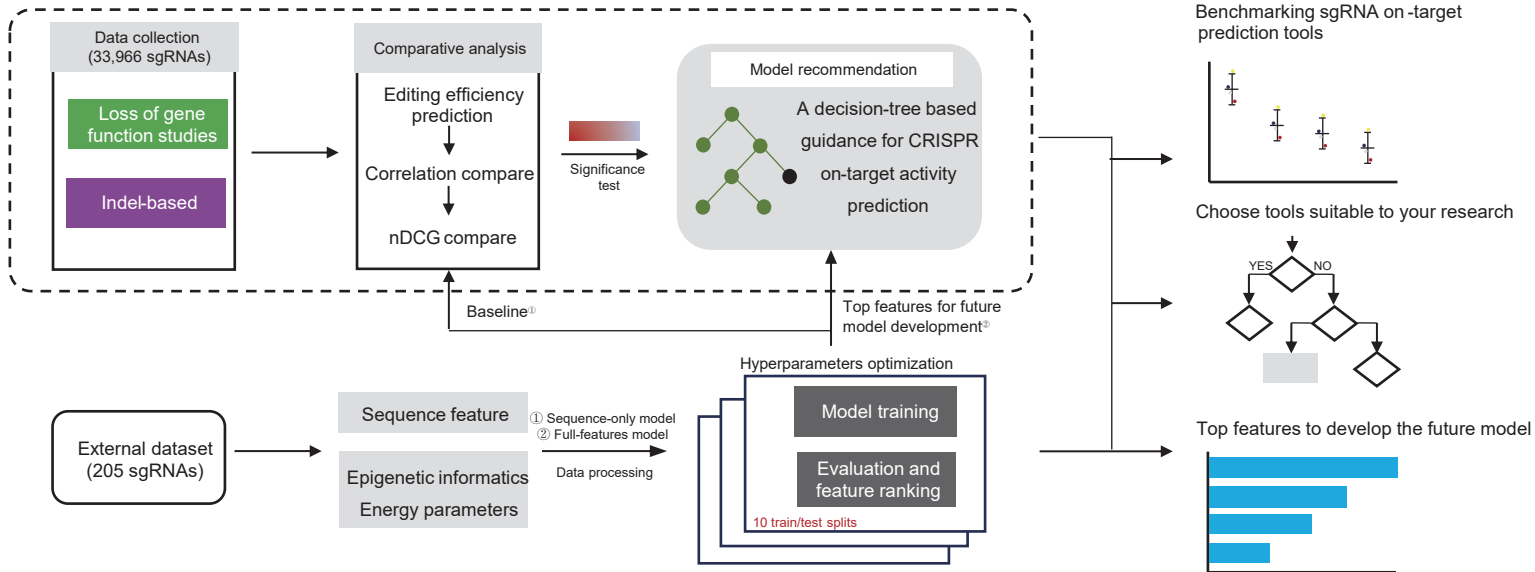 Data collection
(33,966 sgRNAs)
Loss of gene
function studies
Indel-based
Comparative analysis
Editing efficiency
prediction
Correlation compare
nDCG compare
Significance
test
Model recommendation
A decision-tree based
guidance for CRISPR
on-target activity
prediction
Baseline①
Top features for future
model development②
External dataset
(205 sgRNAs)
Sequence feature
Epigenetic informatics
Energy parameters
① Sequence-only model
② Full-features model
Data processing
Hyperparameters optimization
Model training
Evaluation and
feature ranking
10 train/test splits
Benchmarking sgRNA on -target
prediction tools
Choose tools suitable to your research
YES
NO
Top features to develop the future model